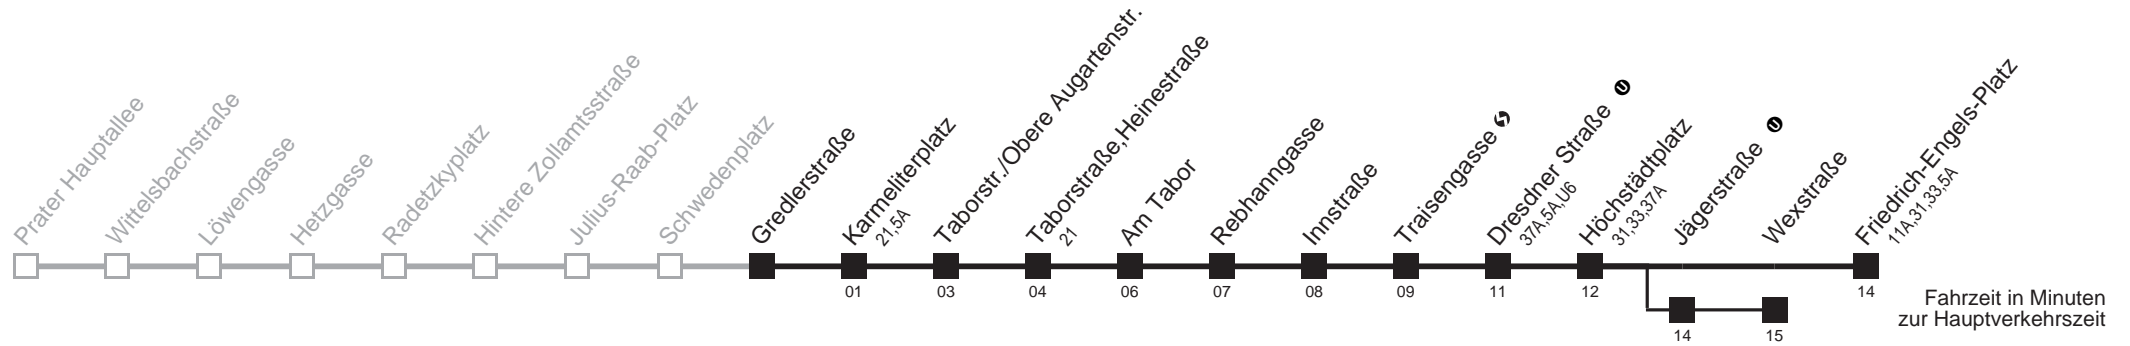 Prater Hauptallee
Wittelsbachstraße
Löwengasse
Hetzgasse
Radetzkyplatz
Hintere Zollamtsstraße
Julius-Raab-Platz
Schwedenplatz
Gredlerstraße
Karmeliterplatz
21,5A
Taborstr./Obere Augartenstr.
Taborstraße,Heinestraße
21
Am Tabor
Rebhanngasse
Innstraße
Traisengasse
Dresdner Straße U
37A,5A,U6
Höchstädtplatz
31,33,37A
Jägerstraße U
Wexstraße
Friedrich-Engels-Platz
11A,31,33,5A
01 03 04 06 07 08 09 11 12 14
14 15
Fahrzeit in Minuten
zur Hauptverkehrszeit